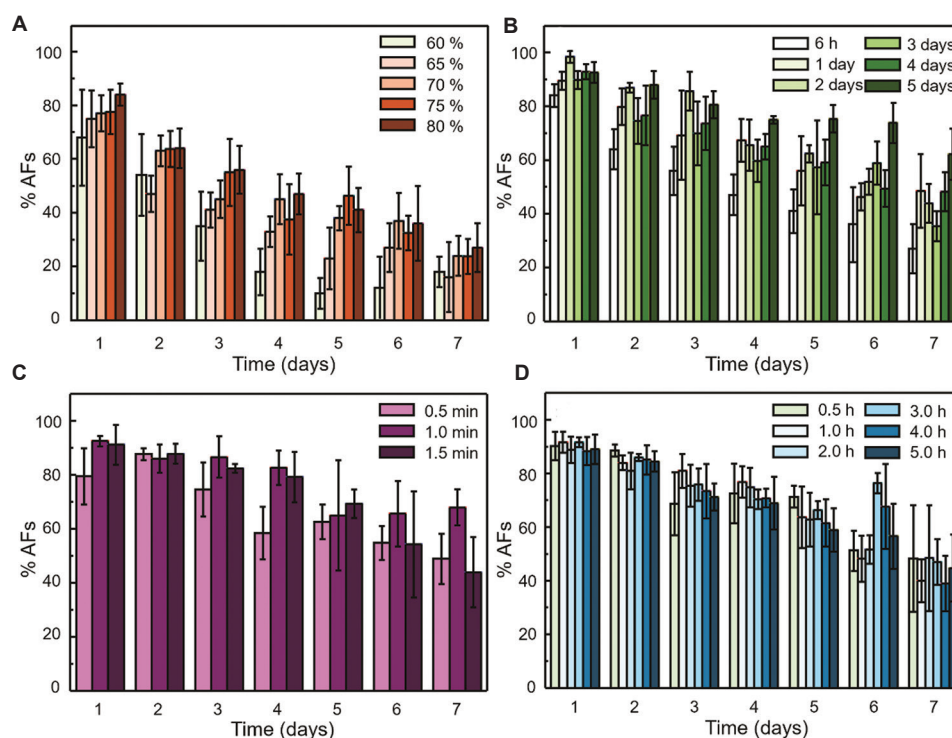 A
% AFs
100
80
60
40
20
0
60 %
65 %
70 %
75 %
80 %
1 2 3 4 5 6 7
Time (days)
B
% AFs
100
80
60
40
20
0
6 h
1 day
2 days
3 days
4 days
5 days
1 2 3 4 5 6 7
Time (days)
C
% AFs
100
80
60
40
20
0
0.5 min
1.0 min
1.5 min
1 2 3 4 5 6 7
Time (days)
D
% AFs
100
80
60
40
20
0
0.5 h
1.0 h
2.0 h
3.0 h
4.0 h
5.0 h
1 2 3 4 5 6 7
Time (days)